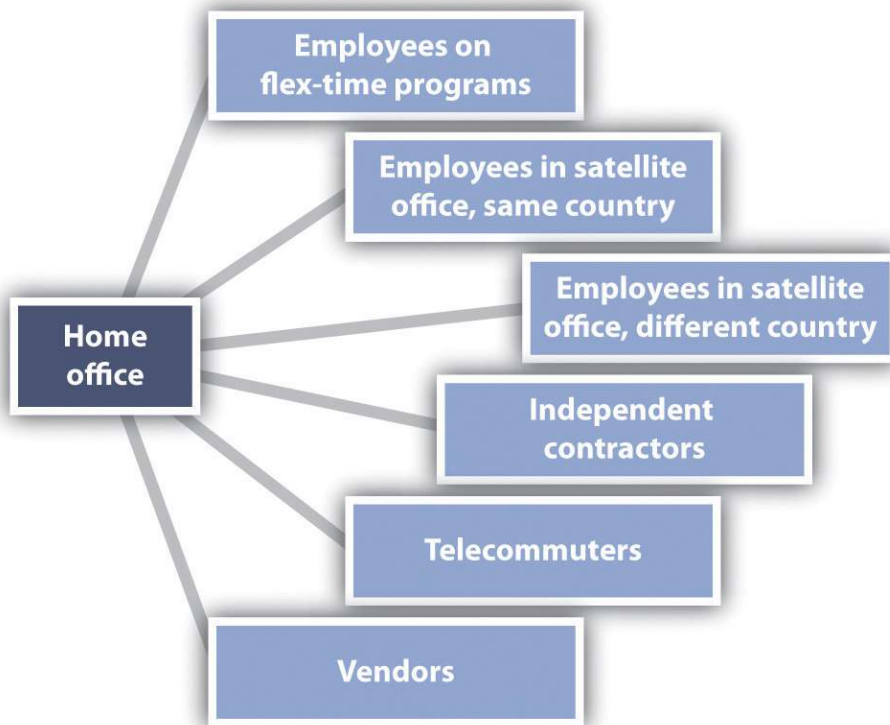 Employees on
flex-time programs
Employees in satellite
office, same country
Employees in satellite
office, different country
Home
office
Independent
contractors
Telecommuters
Vendors